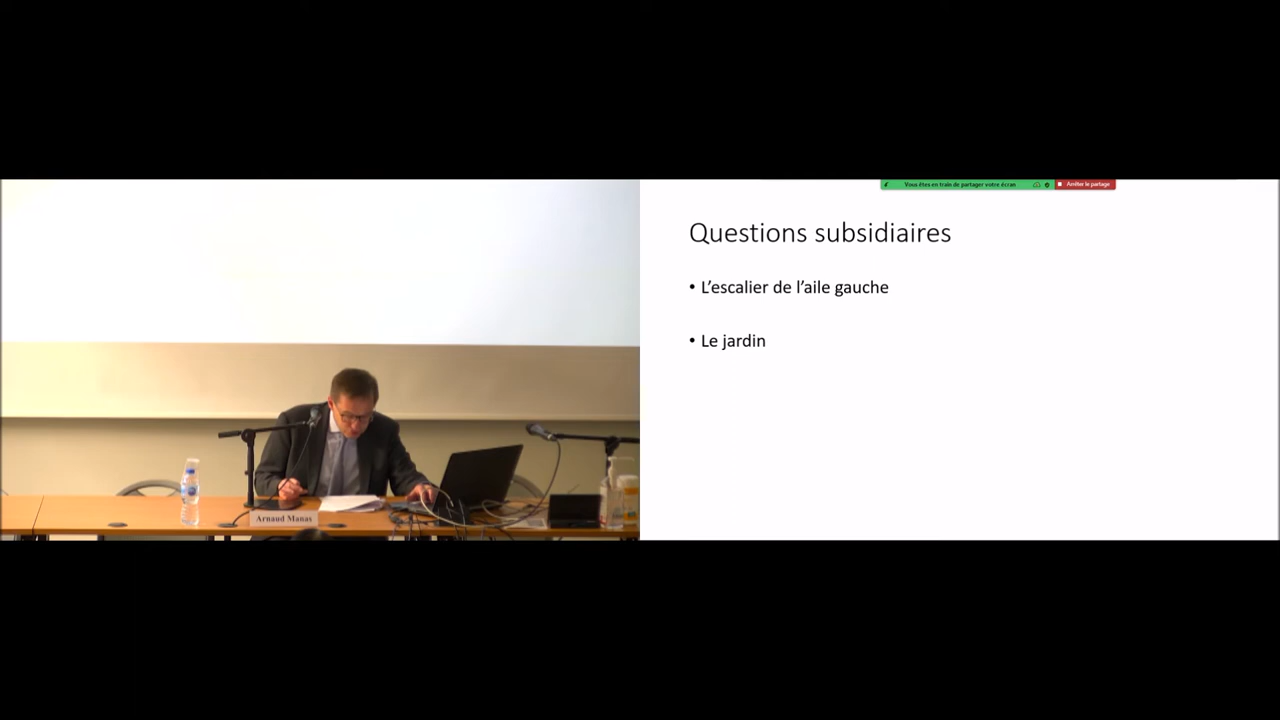 Vous êtes en train de partager votre écran
Arrêter le partage
Questions subsidiaires
• L’escalier de l’aile gauche
• Le jardin
Arnaud Manas